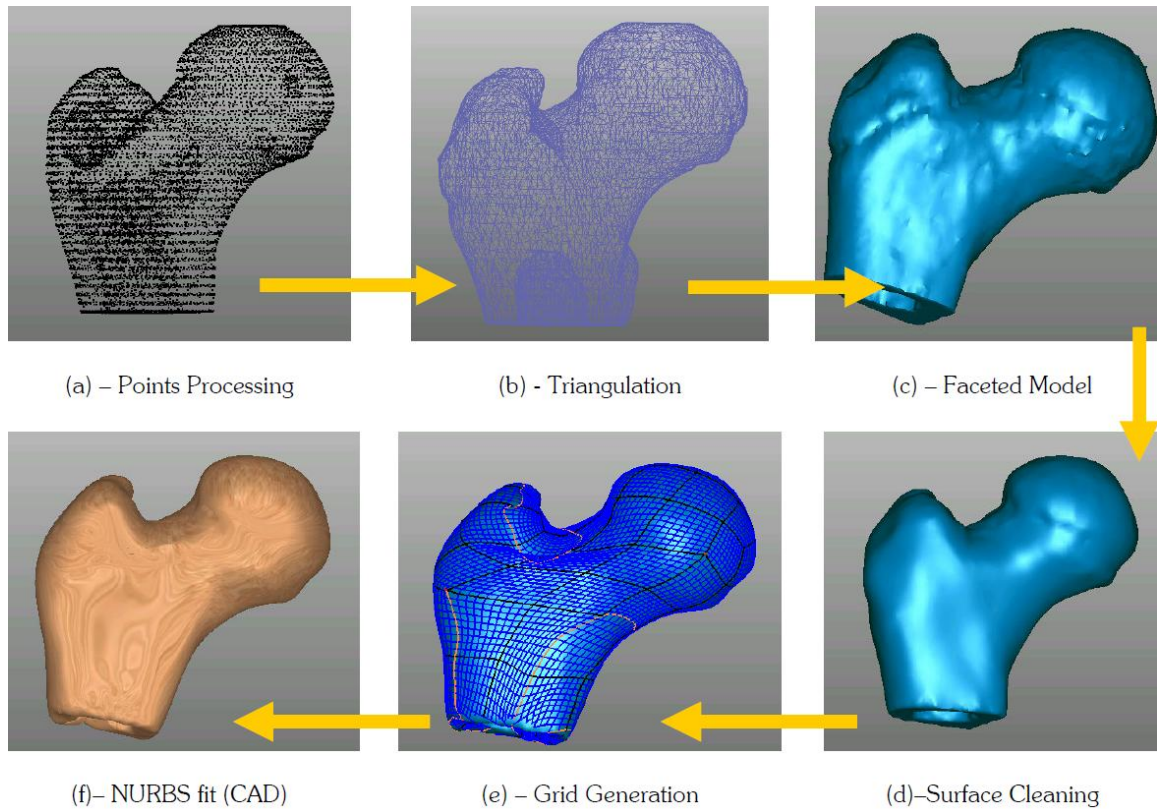 (a) – Points Processing
(b) - Triangulation
(c) – Faceted Model
(f)– NURBS fit (CAD)
(e) – Grid Generation
(d)–Surface Cleaning